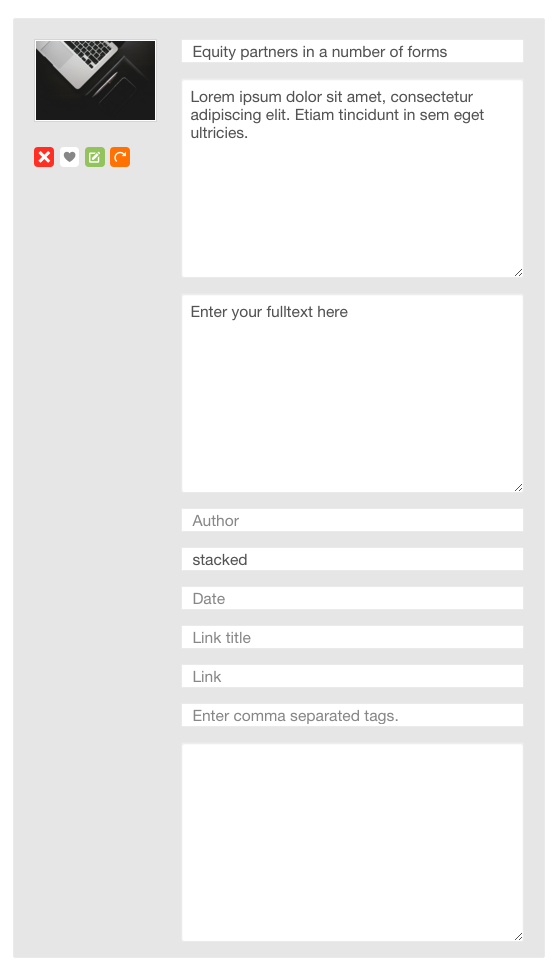 Equity partners in a number of forms
Lorem ipsum dolor sit amet, consectetur
adipiscing elit. Etiam tincidunt in sem eget
ultricies.
Enter your fulltext here
Author
stacked
Date
Link title
Link
Enter comma separated tags.